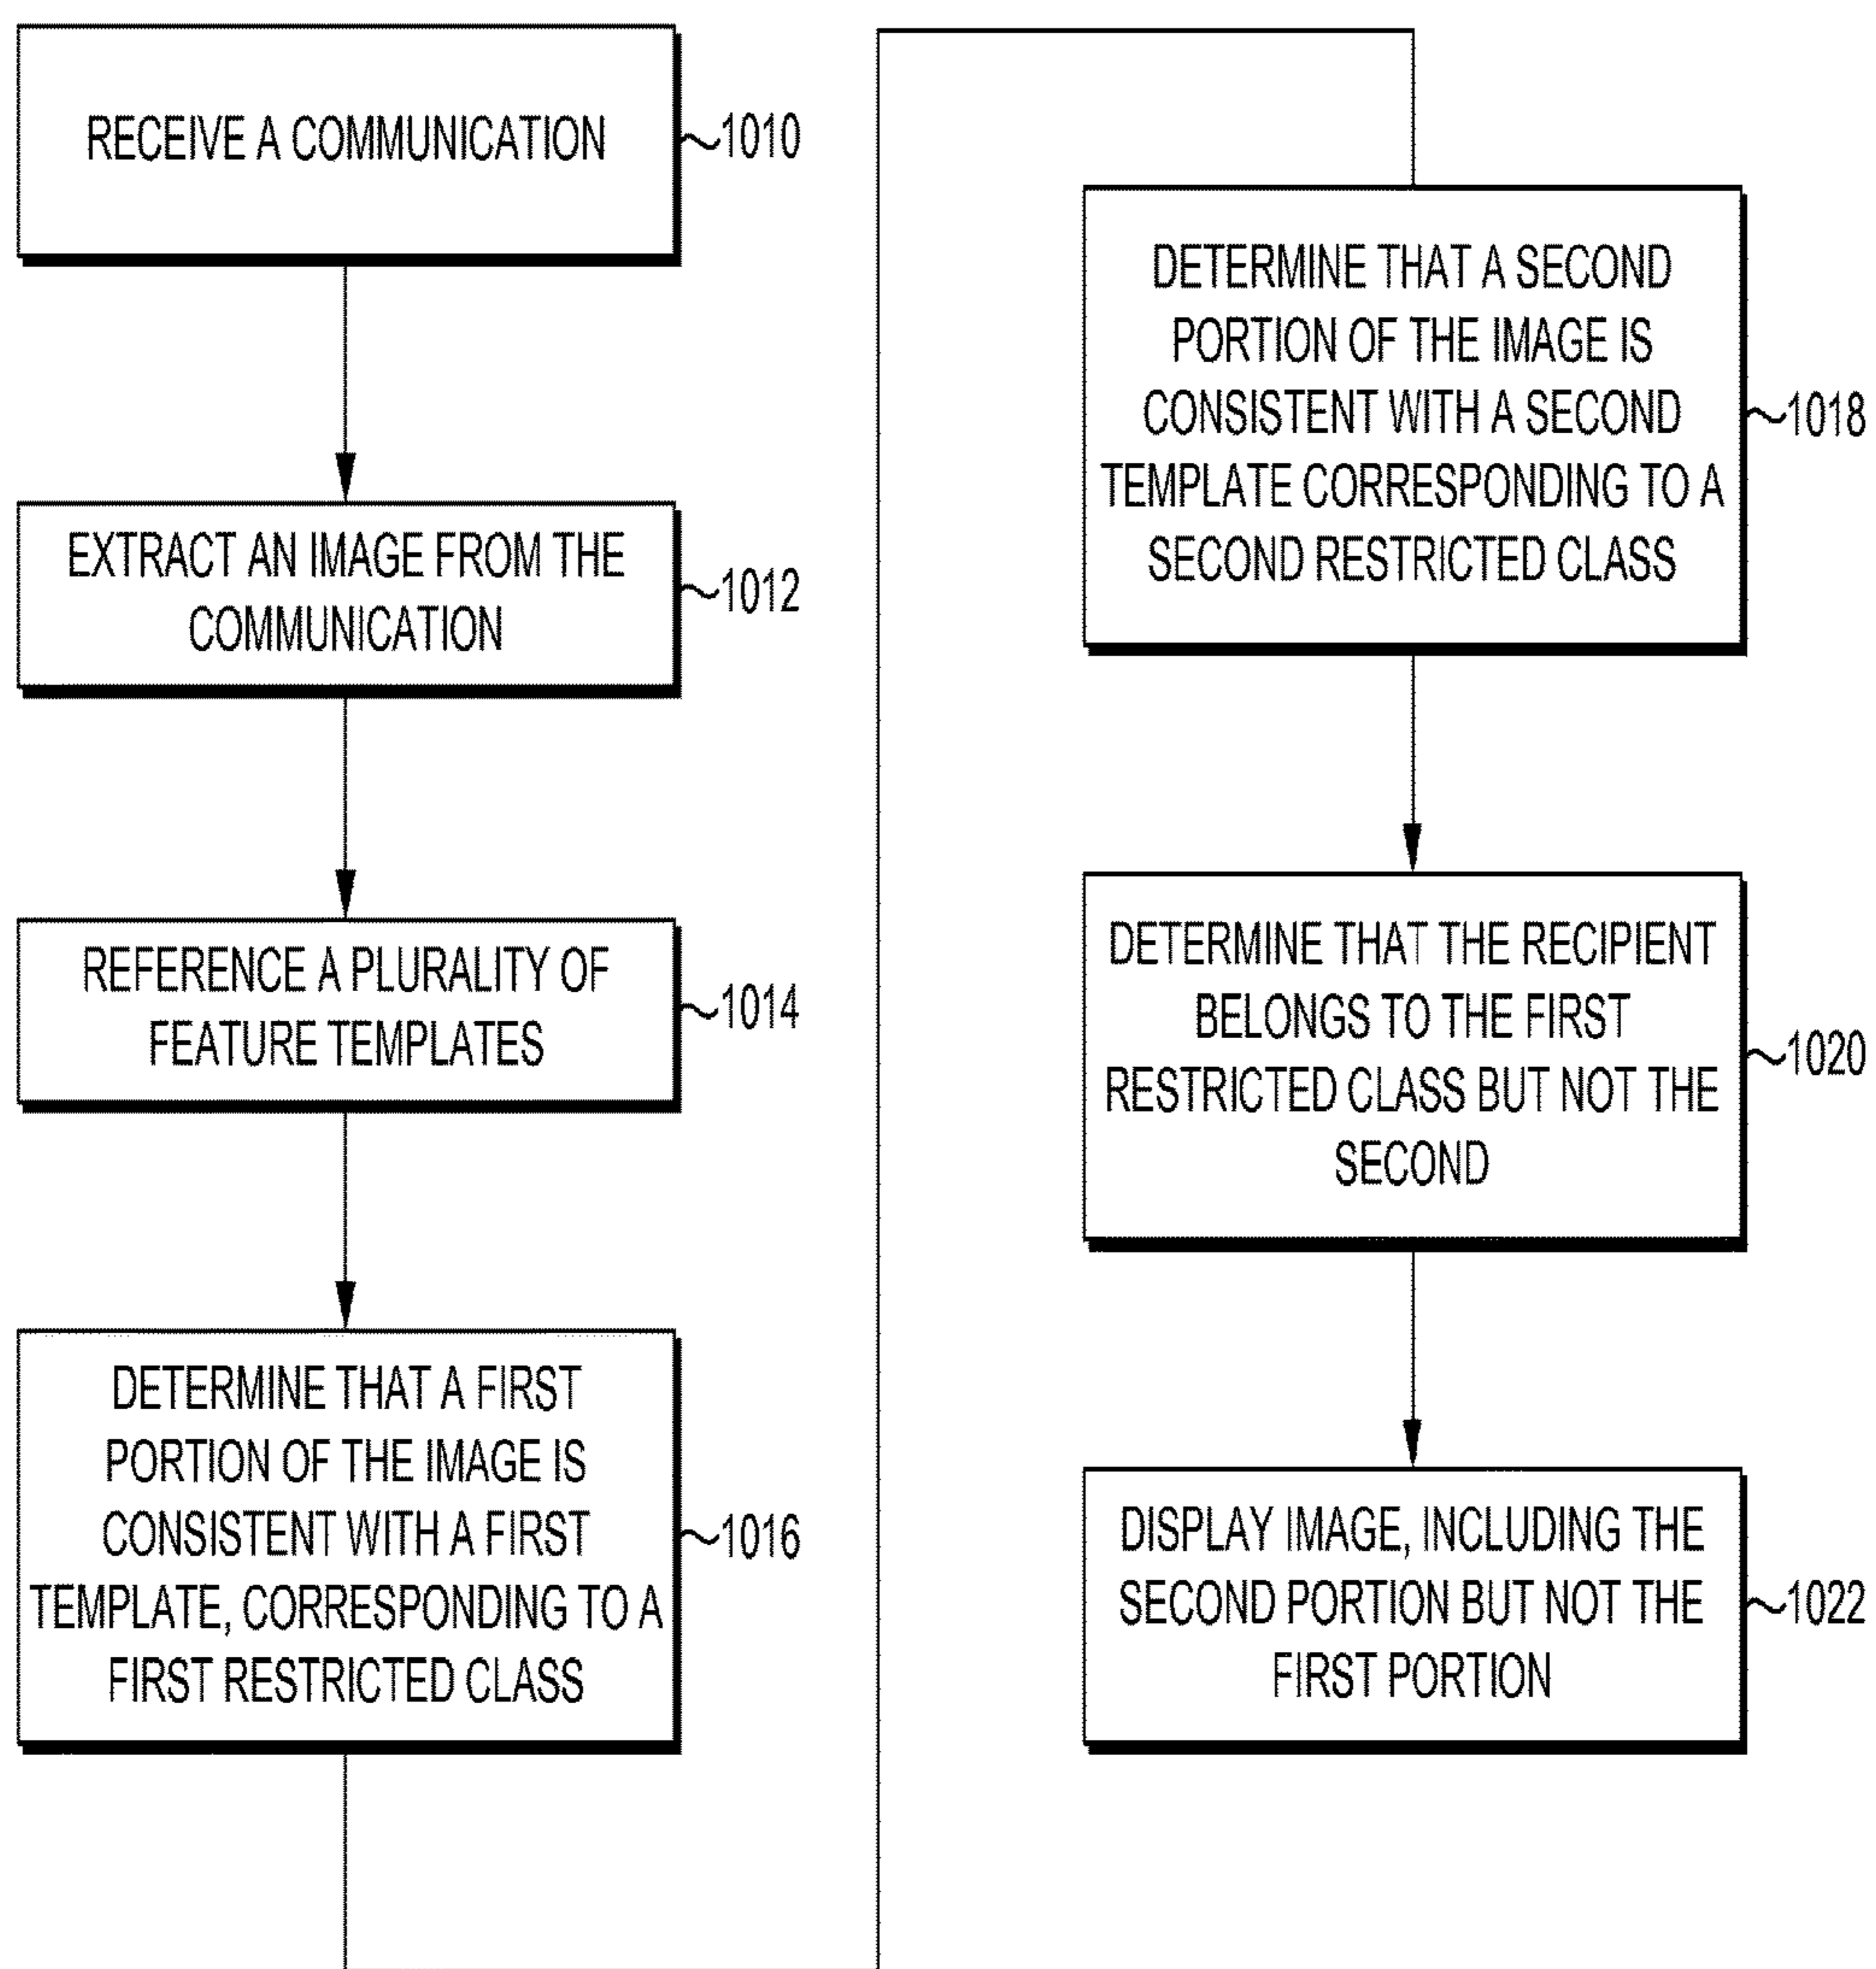 RECEIVE A COMMUNICATION
1010
EXTRACT AN IMAGE FROM THE
COMMUNICATION
1012
REFERENCE A PLURALITY OF
FEATURE TEMPLATES
1014
DETERMINE THAT A FIRST
PORTION OF THE IMAGE IS
CONSISTENT WITH A FIRST
TEMPLATE, CORRESPONDING TO A
FIRST RESTRICTED CLASS
1016
DETERMINE THAT A SECOND
PORTION OF THE IMAGE IS
CONSISTENT WITH A SECOND
TEMPLATE CORRESPONDING TO A
SECOND RESTRICTED CLASS
1018
DETERMINE THAT THE RECIPIENT
BELONGS TO THE FIRST
RESTRICTED CLASS BUT NOT THE
SECOND
1020
DISPLAY IMAGE, INCLUDING THE
SECOND PORTION BUT NOT THE
FIRST PORTION
1022